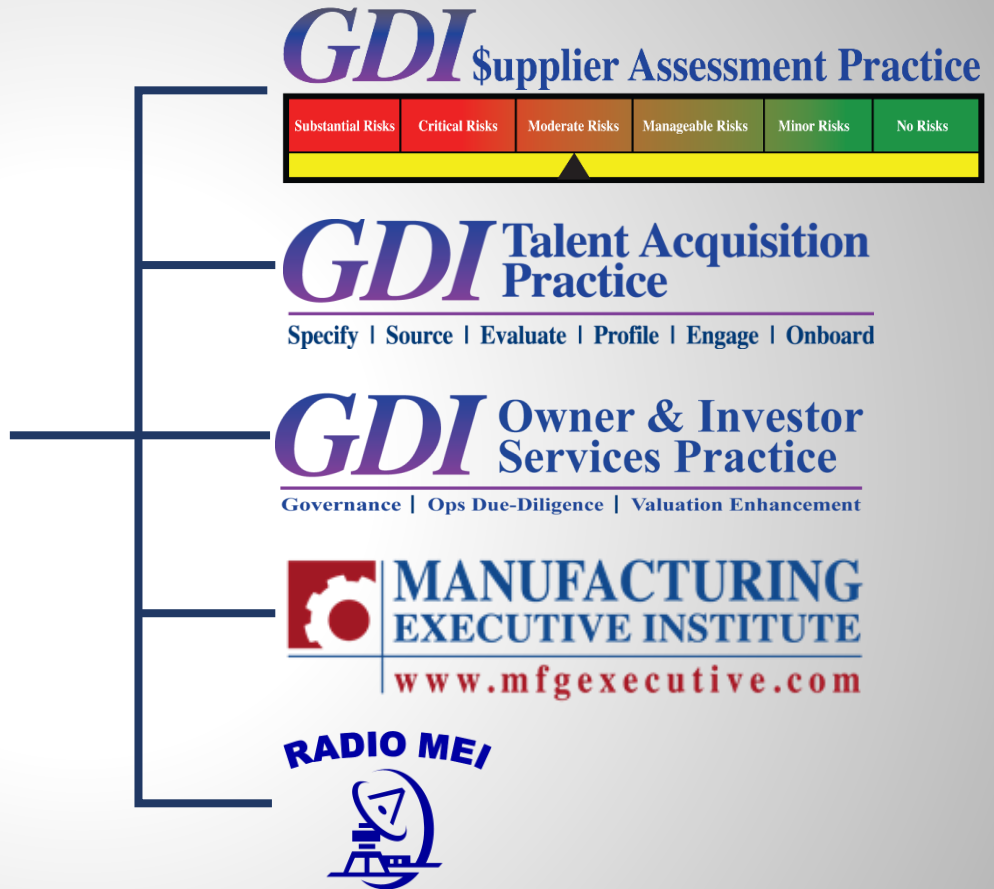 GDI $upplier Assessment Practice
Substantial Risks Critical Risks Moderate Risks Manageable Risks Minor Risks No Risks
GDI Talent Acquisition
Practice
Specify | Source | Evaluate | Profile | Engage | Onboard
GDI Owner & Investor
Services Practice
Governance | Ops Due-Diligence | Valuation Enhancement
MANUFACTURING
EXECUTIVE INSTITUTE
www.mfgexecutive.com
RADIO MEI